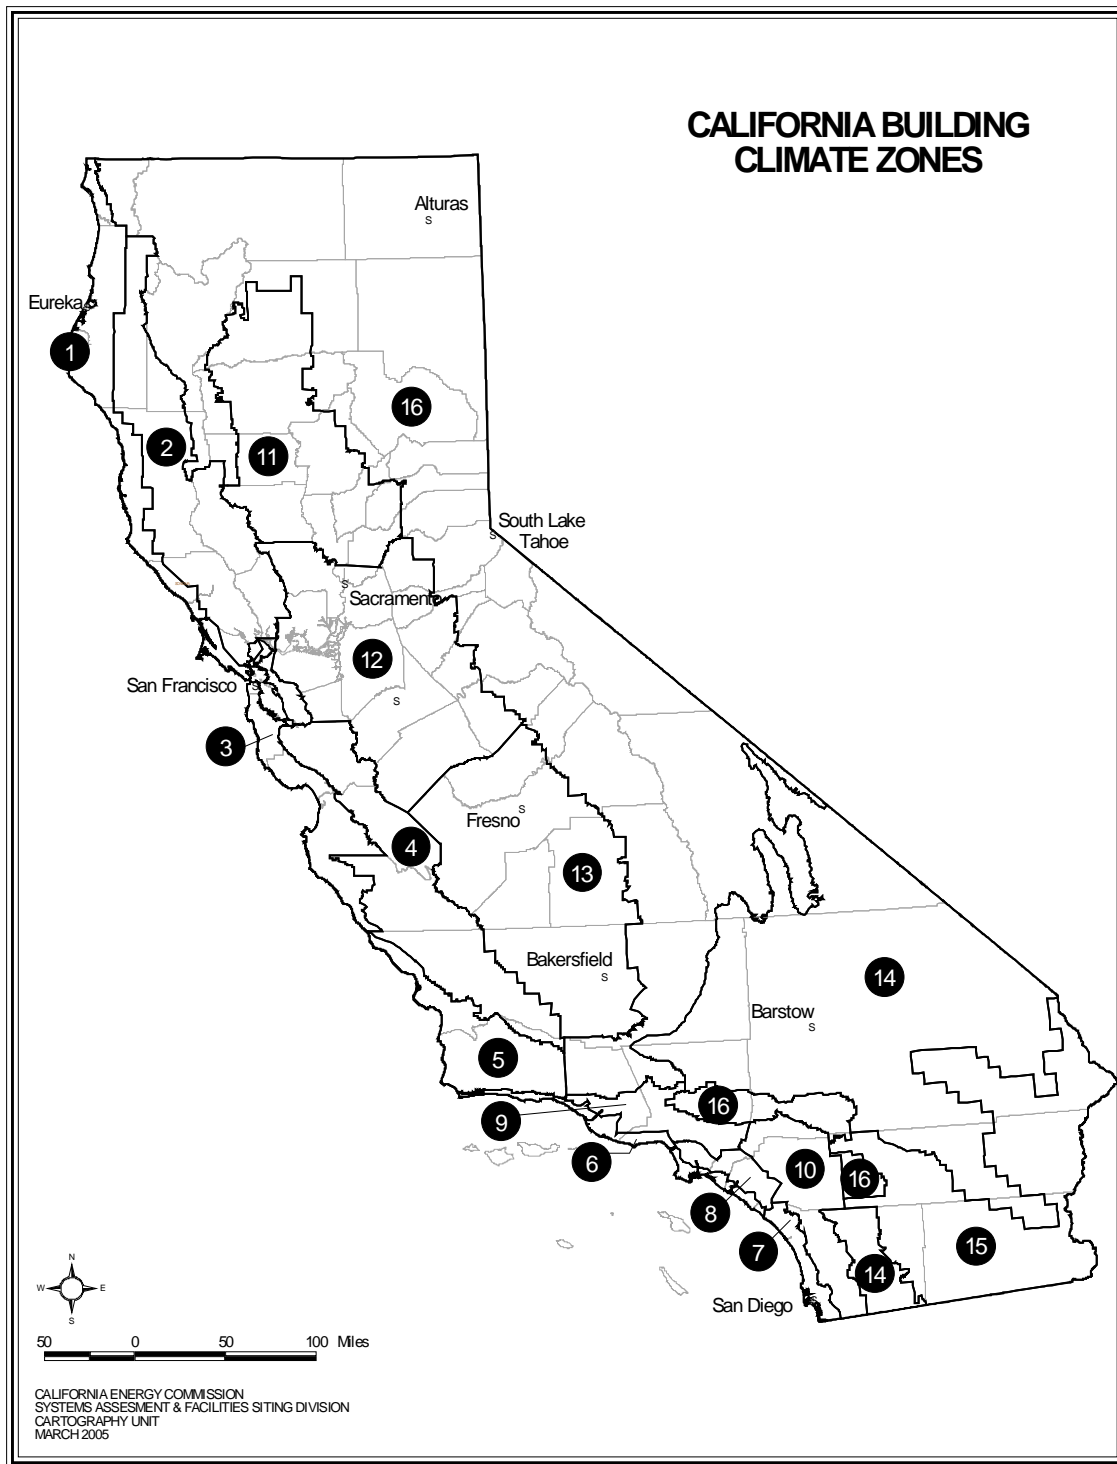 CALIFORNIA BUILDING
CLIMATE ZONES
Alturas
S
Eureka
1
16
2
11
South Lake
Tahoe
S
S
Sacramento
12
San Francisco
S
S
3
Fresno
S
4
13
Bakersfield
S
14
Barstow
S
5
16
9
6
10
16
8
7
15
14
San Diego
S
N
W
E
S
50 0 50 100 Miles
CALIFORNIA ENERGY COMMISSION
SYSTEMS ASSESMENT & FACILITIES SITING DIVISION
CARTOGRAPHY UNIT
MARCH 2005